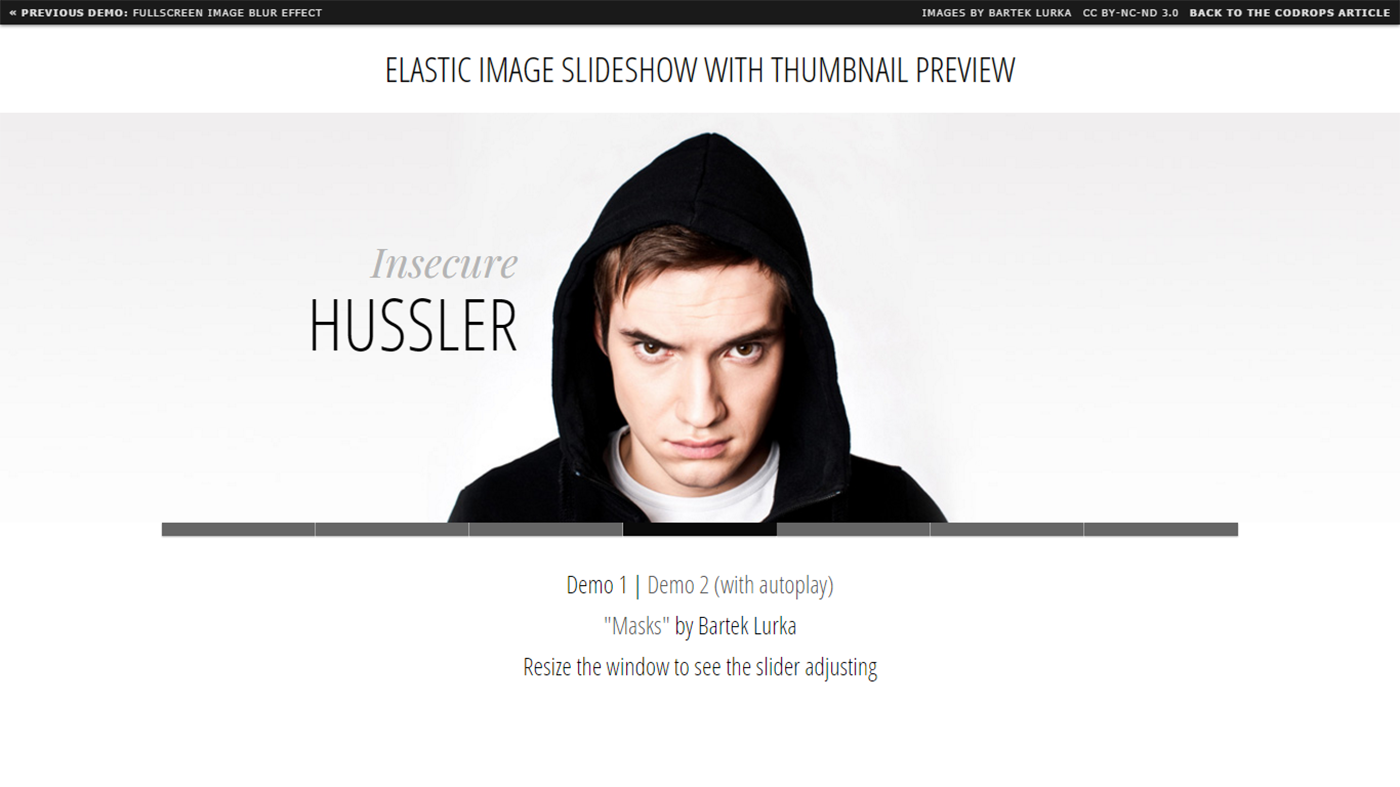 « PREVIOUS DEMO: FULLSCREEN IMAGE BLUR EFFECT
IMAGES BY BARTEK LURKA CC BY-NC-ND 3.0 BACK TO THE CODROPS ARTICLE
ELASTIC IMAGE SLIDESHOW WITH THUMBNAIL PREVIEW
Insecure
HUSSLER
Demo 1 | Demo 2 (with autoplay)
"Masks" by Bartek Lurka
Resize the window to see the slider adjusting